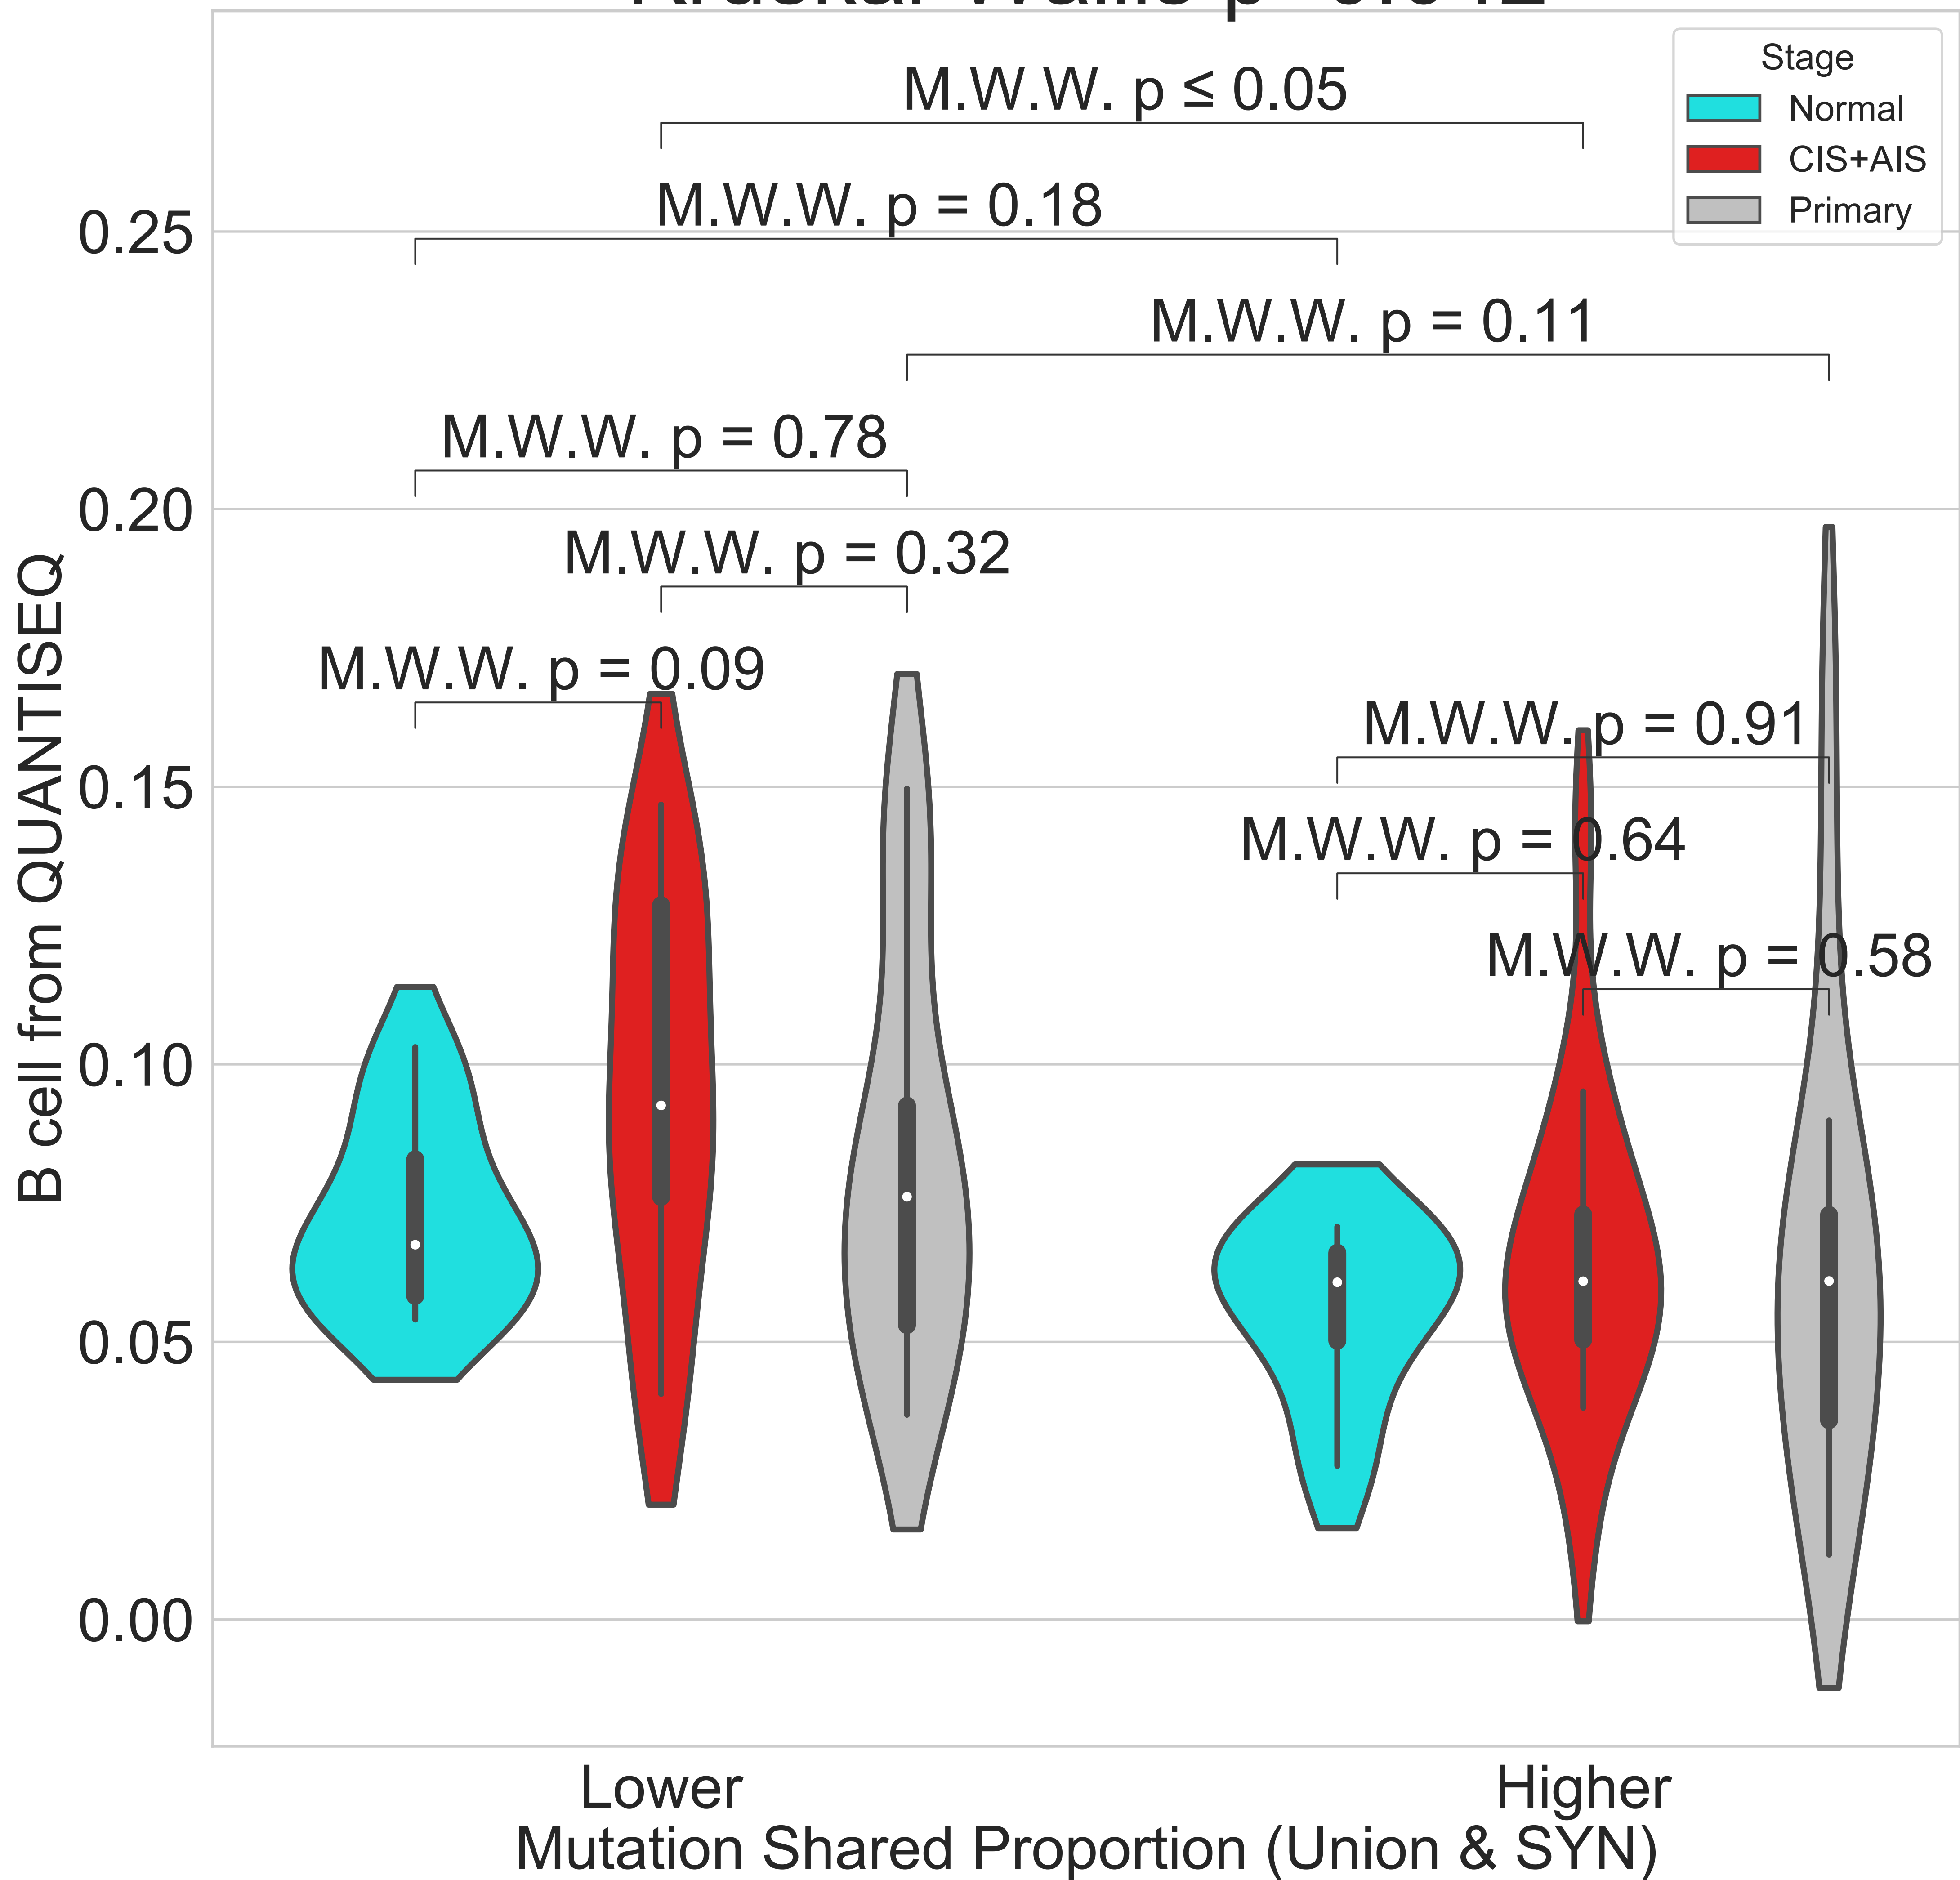 M.W.W. p ≤ 0.05
M.W.W. p = 0.18
M.W.W. p = 0.11
M.W.W. p = 0.78
M.W.W. p = 0.32
M.W.W. p = 0.09
M.W.W. p = 0.91
M.W.W. p = 0.64
M.W.W. p = 0.58
Stage
Normal
CIS+AIS
Primary
B cell from QUANTISEQ
0.25
0.20
0.15
0.10
0.05
0.00
Lower
Higher
Mutation Shared Proportion (Union & SYN)